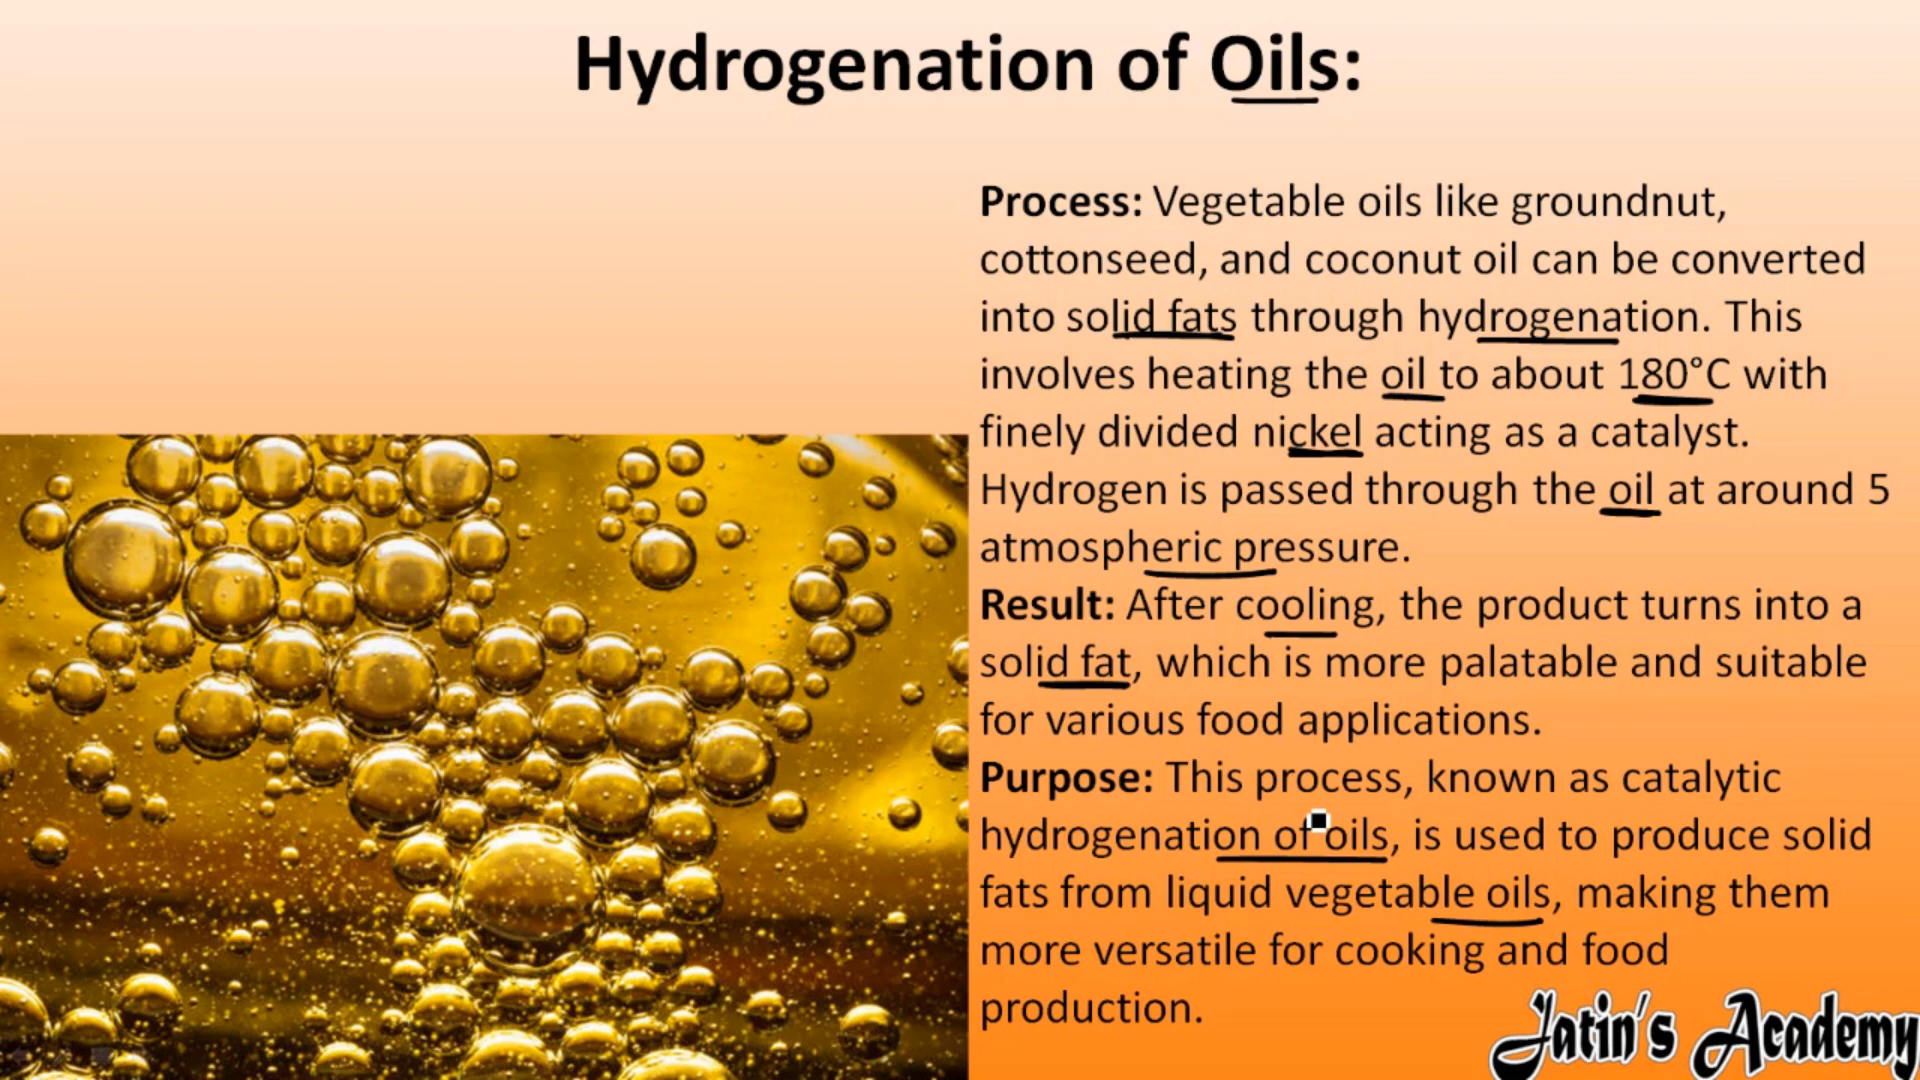 Hydrogenation of Oils:
Process: Vegetable oils like groundnut,
cottonseed, and coconut oil can be converted
into solid fats through hydrogenation. This
involves heating the oil to about 180°C with
finely divided nickel acting as a catalyst.
Hydrogen is passed through the oil at around 5
atmospheric pressure.
Result: After cooling, the product turns into a
solid fat, which is more palatable and suitable
for various food applications.
Purpose: This process, known as catalytic
hydrogenation of oils, is used to produce solid
fats from liquid vegetable oils, making them
more versatile for cooking and food
production.
Jatin's Academy